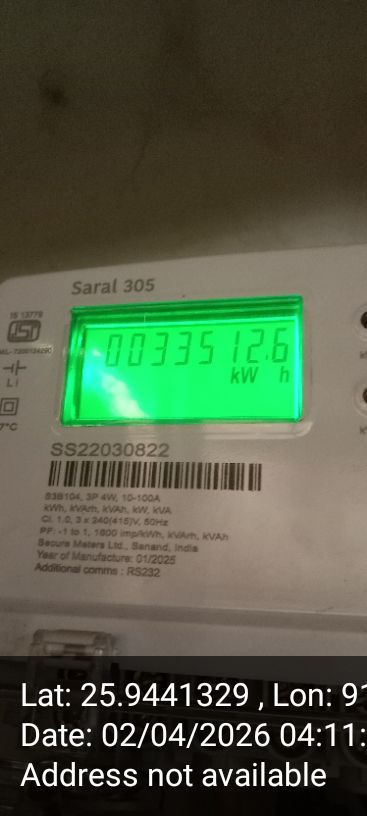 Saral 305
IS 13779
0033512.6
kW h
LI
7°C
SS22030822
S3B104, 3P 4W, 10-100A
kWh, kVArh, kVAh, kW, kVA
Cl. 1.0, 3 x 240(415)V, 50Hz
PF: -1 to 1, 1600 imp/kWh, kVArh, kVAh
Secure Meters Ltd., Sanand, India
Year of Manufacture: 01/2025
Additional comms : RS232
Lat: 25.9441329 , Lon: 91
Date: 02/04/2026 04:11:
Address not available